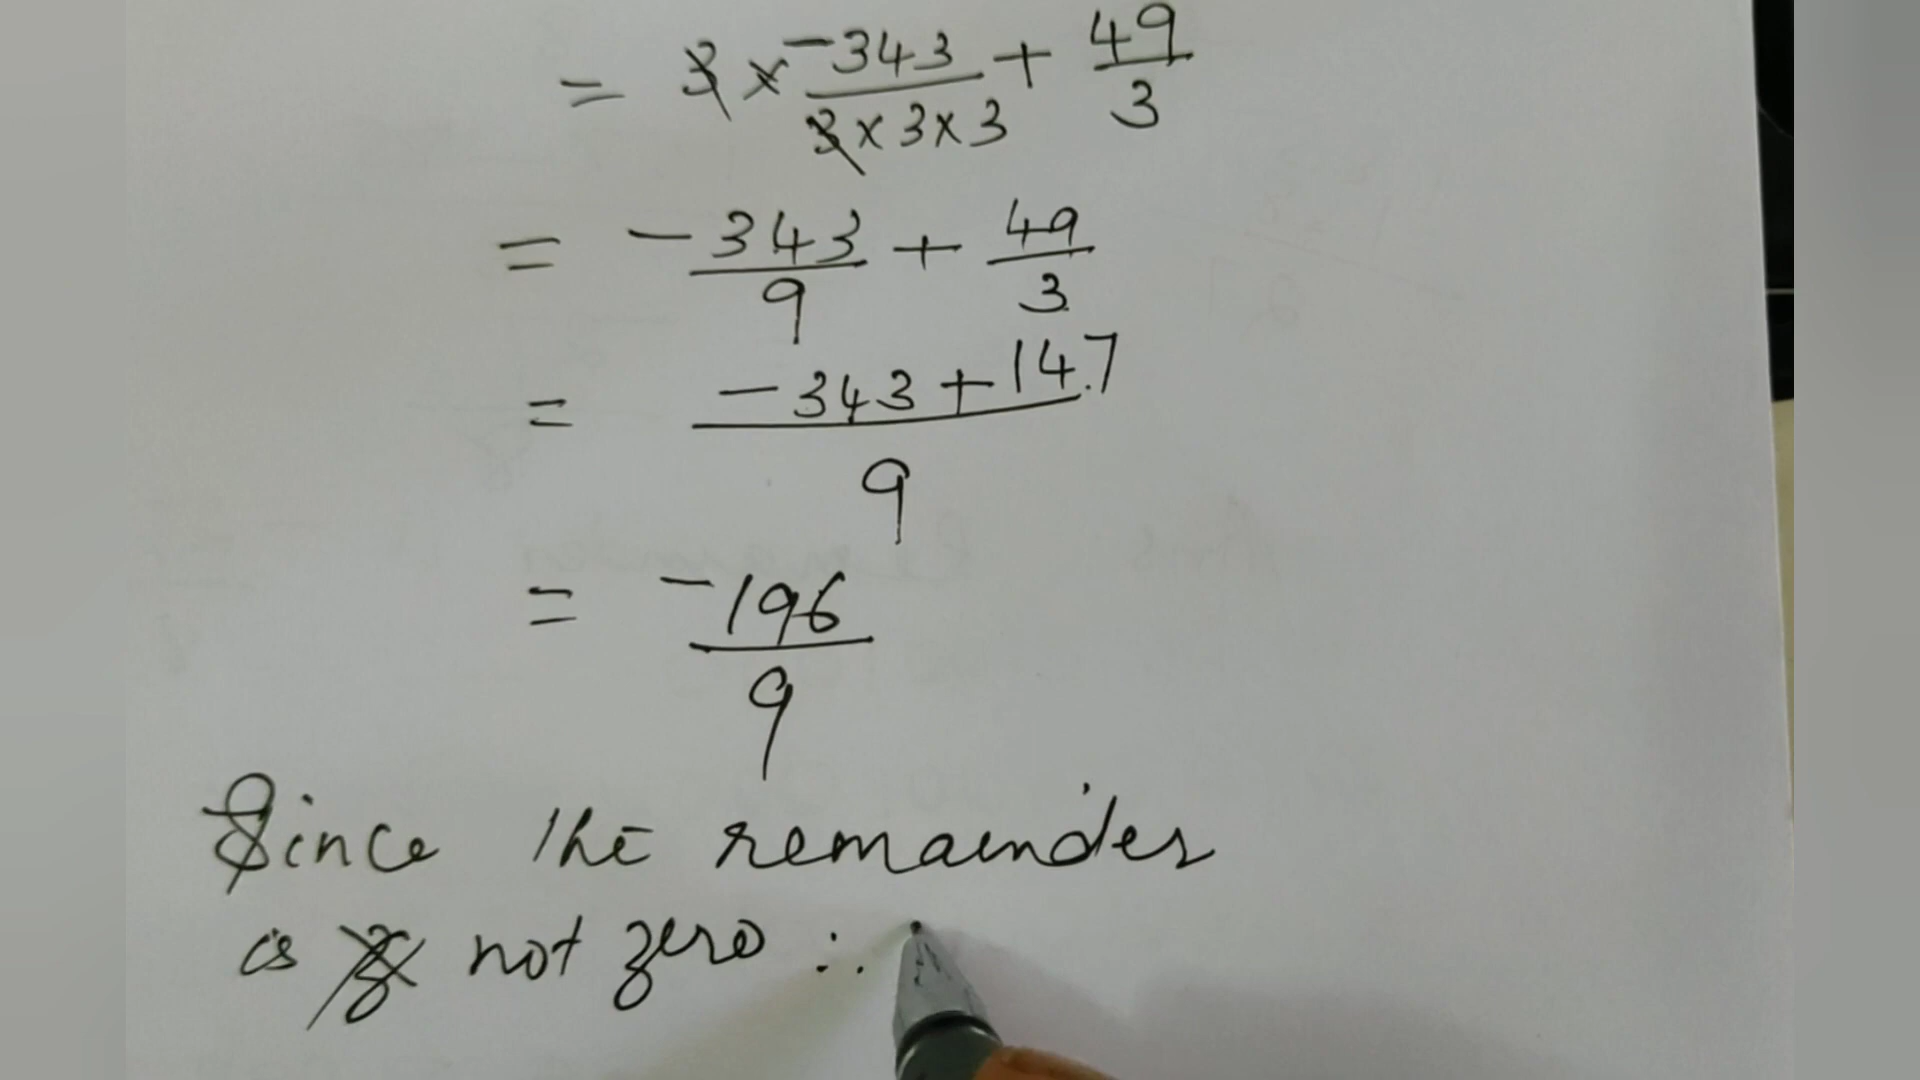 = 3 × -343/3×3×3 + 49/3
= -343/9 + 49/3
= -343+147/9
= -196/9
Since the remainder
is not zero ∴